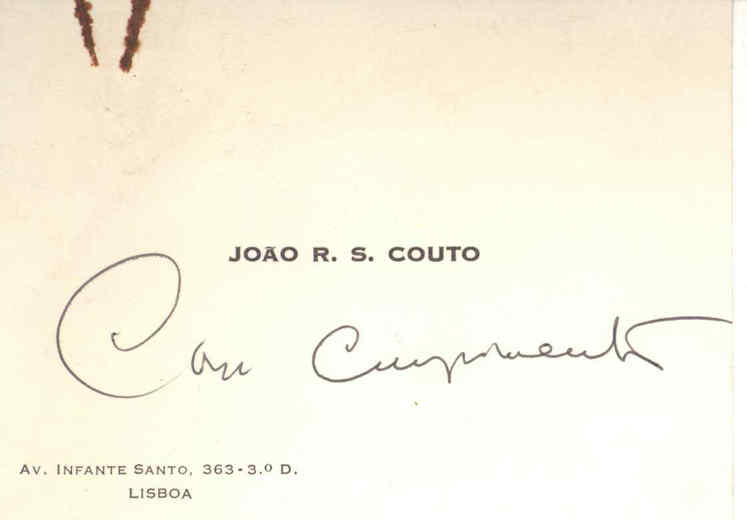 JOÃO R. S. COUTO
Com Cumprimentos
AV. INFANTE SANTO, 363-3.º D.
LISBOA